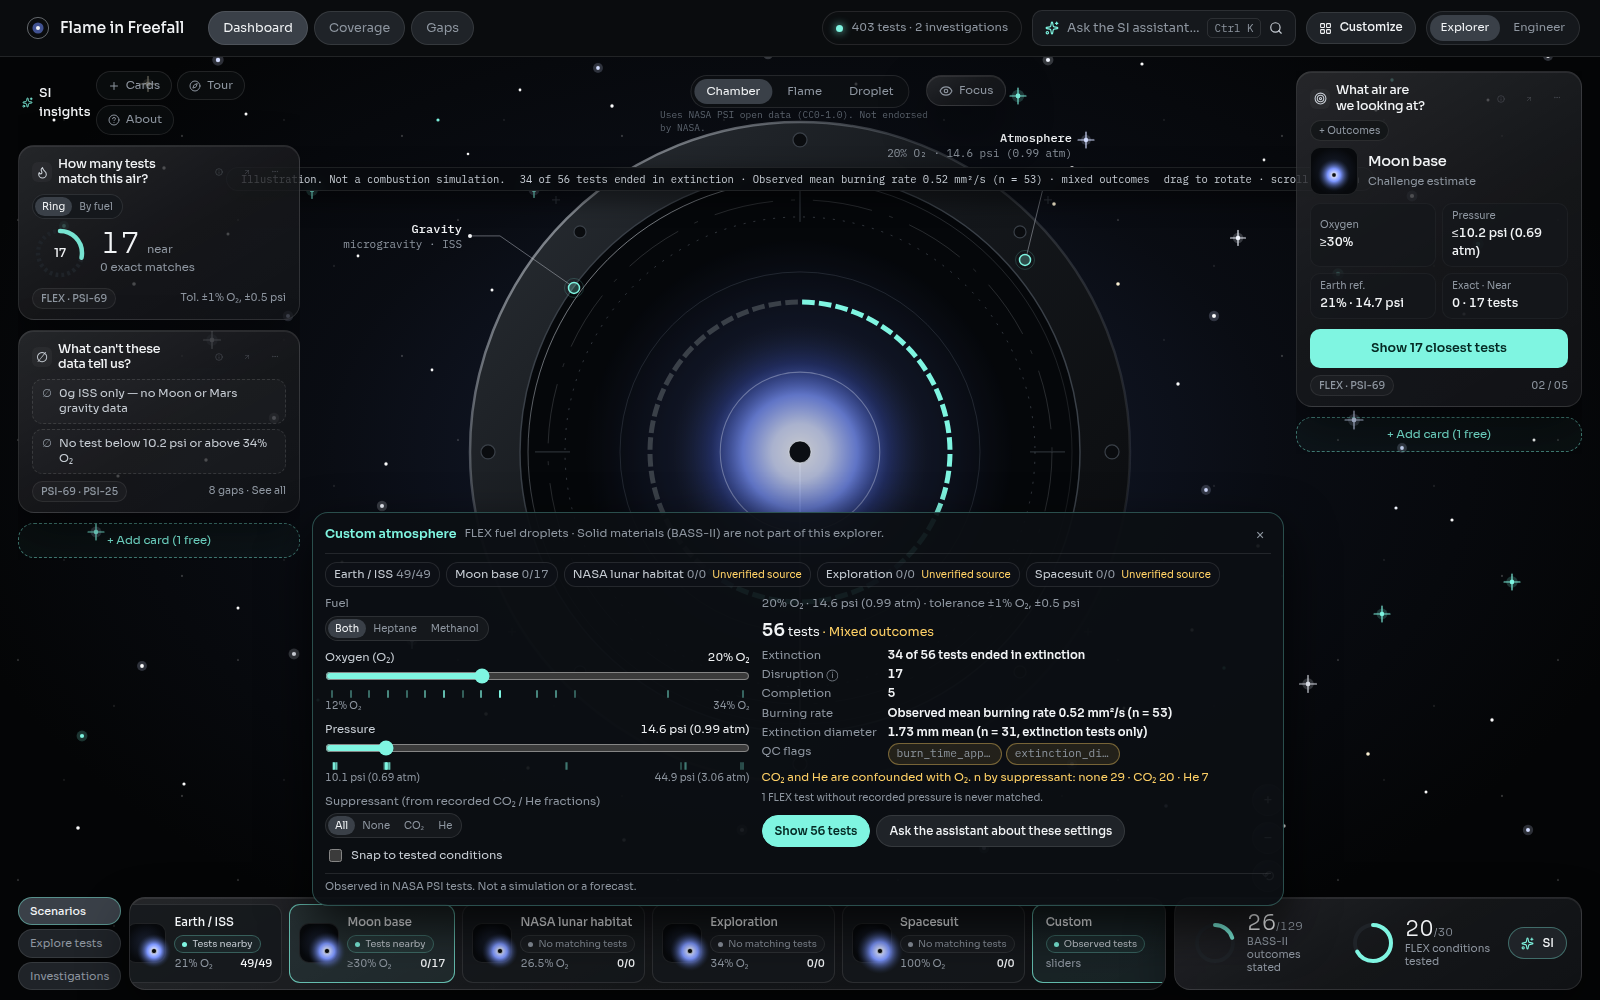 Flame in Freefall
Dashboard
Coverage
Gaps
403 tests · 2 investigations
Ask the SI assistant...
Ctrl K
Customize
Explorer
Engineer
SI insights
+ Cards
Tour
About
Chamber
Flame
Droplet
Focus
Uses NASA PSI open data (CC0-1.0). Not endorsed
by NASA.
Atmosphere
20% O₂ · 14.6 psi (0.99 atm)
Illustration. Not a combustion simulation. 34 of 56 tests ended in extinction · Observed mean burning rate 0.52 mm²/s (n = 53) · mixed outcomes drag to rotate · scroll
Gravity
microgravity · ISS
How many tests
match this air?
Ring
By fuel
17
17 near
0 exact matches
FLEX · PSI-69
Tol. ±1% O₂, ±0.5 psi
What can't these
data tell us?
∅ 0g ISS only — no Moon or Mars
gravity data
∅ No test below 10.2 psi or above 34%
O₂
PSI-69 · PSI-25
8 gaps · See all
+ Add card (1 free)
What air are
we looking at?
+ Outcomes
Moon base
Challenge estimate
Oxygen
≥30%
Pressure
≤10.2 psi (0.69
atm)
Earth ref.
21% · 14.7 psi
Exact · Near
0 · 17 tests
Show 17 closest tests
FLEX · PSI-69
02 / 05
+ Add card (1 free)
Custom atmosphere FLEX fuel droplets · Solid materials (BASS-II) are not part of this explorer.
×
Earth / ISS 49/49
Moon base 0/17
NASA lunar habitat 0/0 Unverified source
Exploration 0/0 Unverified source
Spacesuit 0/0 Unverified source
Fuel
Both
Heptane
Methanol
Oxygen (O₂)
20% O₂
12% O₂
34% O₂
Pressure
14.6 psi (0.99 atm)
10.1 psi (0.69 atm)
44.9 psi (3.06 atm)
Suppressant (from recorded CO₂ / He fractions)
All
None
CO₂
He
Snap to tested conditions
20% O₂ · 14.6 psi (0.99 atm) · tolerance ±1% O₂, ±0.5 psi
56 tests · Mixed outcomes
Extinction 34 of 56 tests ended in extinction
Disruption 17
Completion 5
Burning rate Observed mean burning rate 0.52 mm²/s (n = 53)
Extinction diameter 1.73 mm mean (n = 31, extinction tests only)
QC flags burn_time_app… extinction_di…
CO₂ and He are confounded with O₂. n by suppressant: none 29 · CO₂ 20 · He 7
1 FLEX test without recorded pressure is never matched.
Show 56 tests
Ask the assistant about these settings
Observed in NASA PSI tests. Not a simulation or a forecast.
Scenarios
Explore tests
Investigations
Earth / ISS
Tests nearby
21% O₂ 49/49
Moon base
Tests nearby
≥30% O₂ 0/17
NASA lunar habitat
No matching tests
26.5% O₂ 0/0
Exploration
No matching tests
34% O₂ 0/0
Spacesuit
No matching tests
100% O₂ 0/0
Custom
Observed tests
sliders
26/129
BASS-II
outcomes
stated
20/30
FLEX conditions
tested
SI